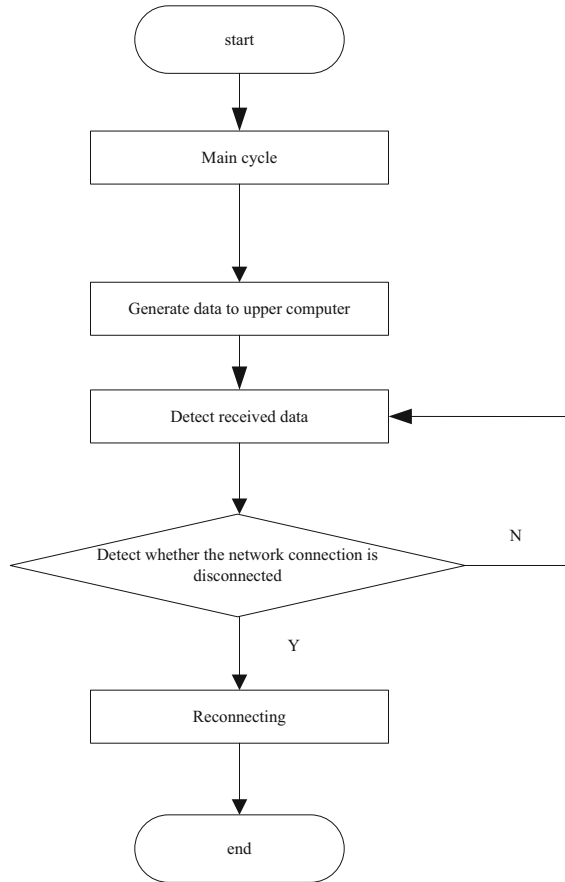 start
Main cycle
Generate data to upper computer
Detect received data
Detect whether the network connection is
disconnected
N
Y
Reconnecting
end